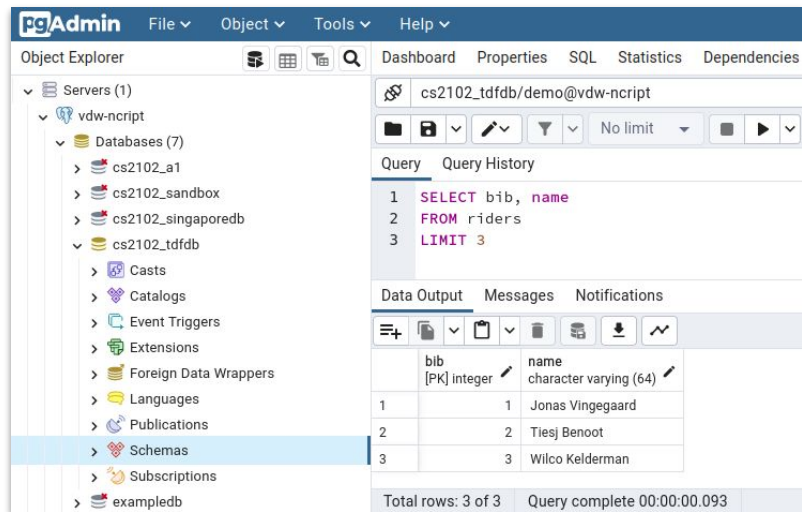 pgAdmin File Object Tools Help
Object Explorer
Servers (1)
vdw-ncript
Databases (7)
cs2102_a1
cs2102_sandbox
cs2102_singaporedb
cs2102_tdfdb
Casts
Catalogs
Event Triggers
Extensions
Foreign Data Wrappers
Languages
Publications
Schemas
Subscriptions
exampledb
Dashboard Properties SQL Statistics Dependencies
cs2102_tdfdb/demo@vdw-ncript
No limit
Query Query History
1 SELECT bib, name
2 FROM riders
3 LIMIT 3
Data Output Messages Notifications
bib name
[PK] integer character varying (64)
1 1 Jonas Vingegaard
2 2 Tiesj Benoot
3 3 Wilco Kelderman
Total rows: 3 of 3 Query complete 00:00:00.093